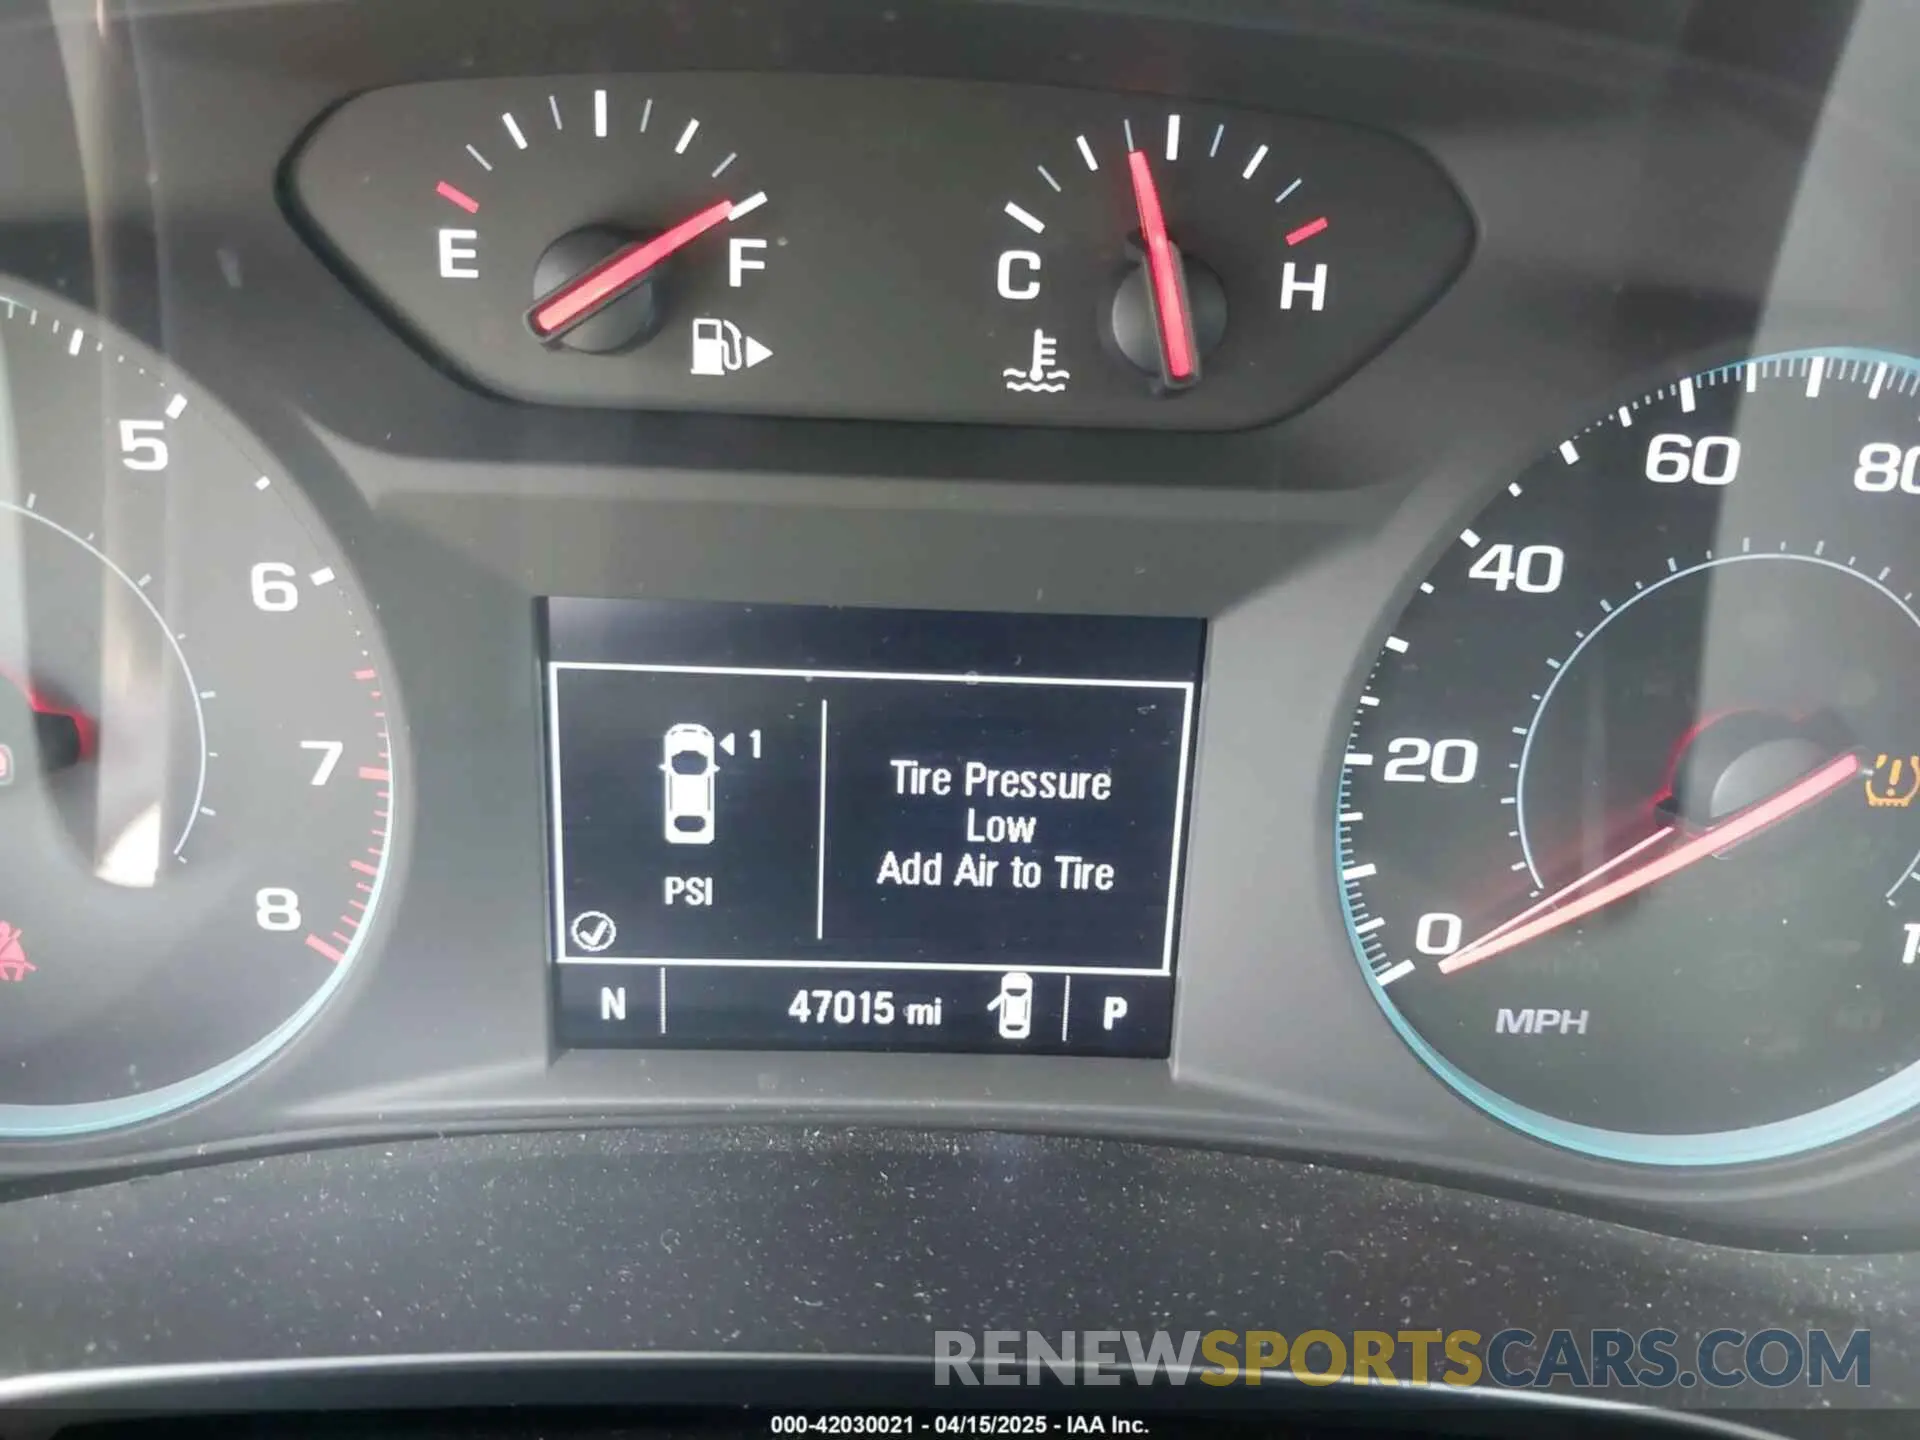 E
F
C
H
5
6
7
8
60
80
40
20
0
MPH
1
Tire Pressure
Low
Add Air to Tire
PSI
N
47015 mi
P
RENEWSPORTSCARS.COM
000-42030021 - 04/15/2025 - IAA Inc.